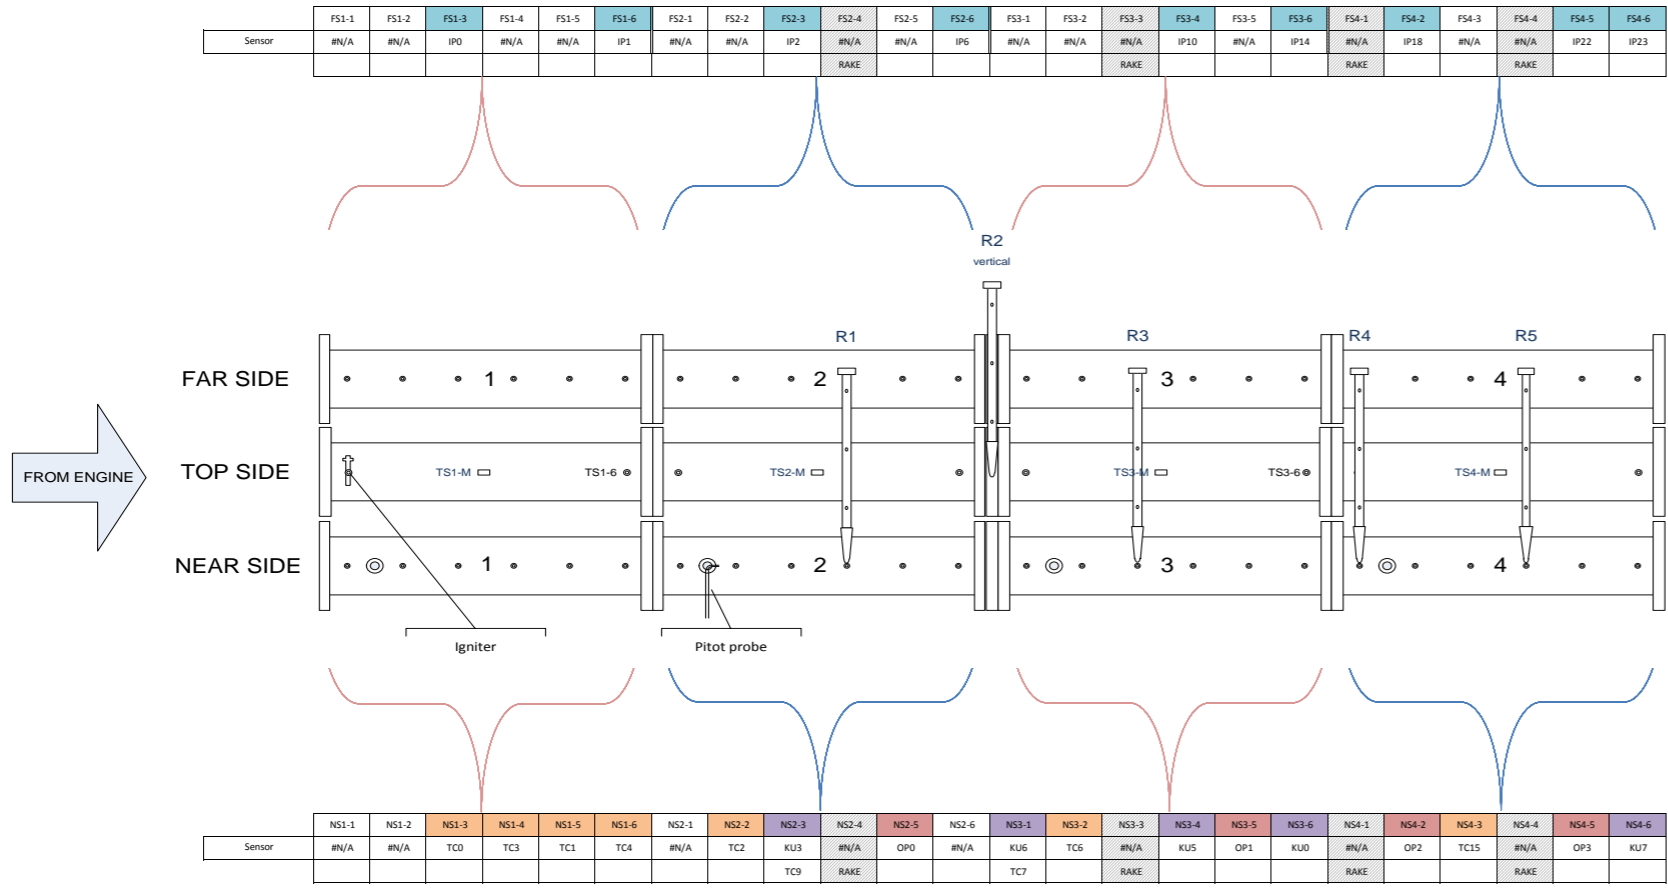 FS1-1 FS1-2 FS1-3 FS1-4 FS1-5 FS1-6 FS2-1 FS2-2 FS2-3 FS2-4 FS2-5 FS2-6 FS3-1 FS3-2 FS3-3 FS3-4 FS3-5 FS3-6 FS4-1 FS4-2 FS4-3 FS4-4 FS4-5 FS4-6
Sensor #N/A #N/A IP0 #N/A #N/A IP1 #N/A #N/A IP2 #N/A #N/A IP6 #N/A #N/A #N/A IP10 #N/A IP14 #N/A IP18 #N/A #N/A IP22 IP23
RAKE RAKE RAKE RAKE
R2
vertical
R1 R3 R4 R5
FAR SIDE 1 2 3 4
FROM ENGINE TOP SIDE TS1-M TS1-6 TS2-M TS3-M TS3-6 TS4-M
NEAR SIDE 1 2 3 4
Igniter Pitot probe
NS1-1 NS1-2 NS1-3 NS1-4 NS1-5 NS1-6 NS2-1 NS2-2 NS2-3 NS2-4 NS2-5 NS2-6 NS3-1 NS3-2 NS3-3 NS3-4 NS3-5 NS3-6 NS4-1 NS4-2 NS4-3 NS4-4 NS4-5 NS4-6
Sensor #N/A #N/A TC0 TC3 TC1 TC4 #N/A TC2 KU3 #N/A OP0 #N/A KU6 TC6 #N/A KU5 OP1 KU0 #N/A OP2 TC15 #N/A OP3 KU7
TC9 RAKE TC7 RAKE RAKE RAKE